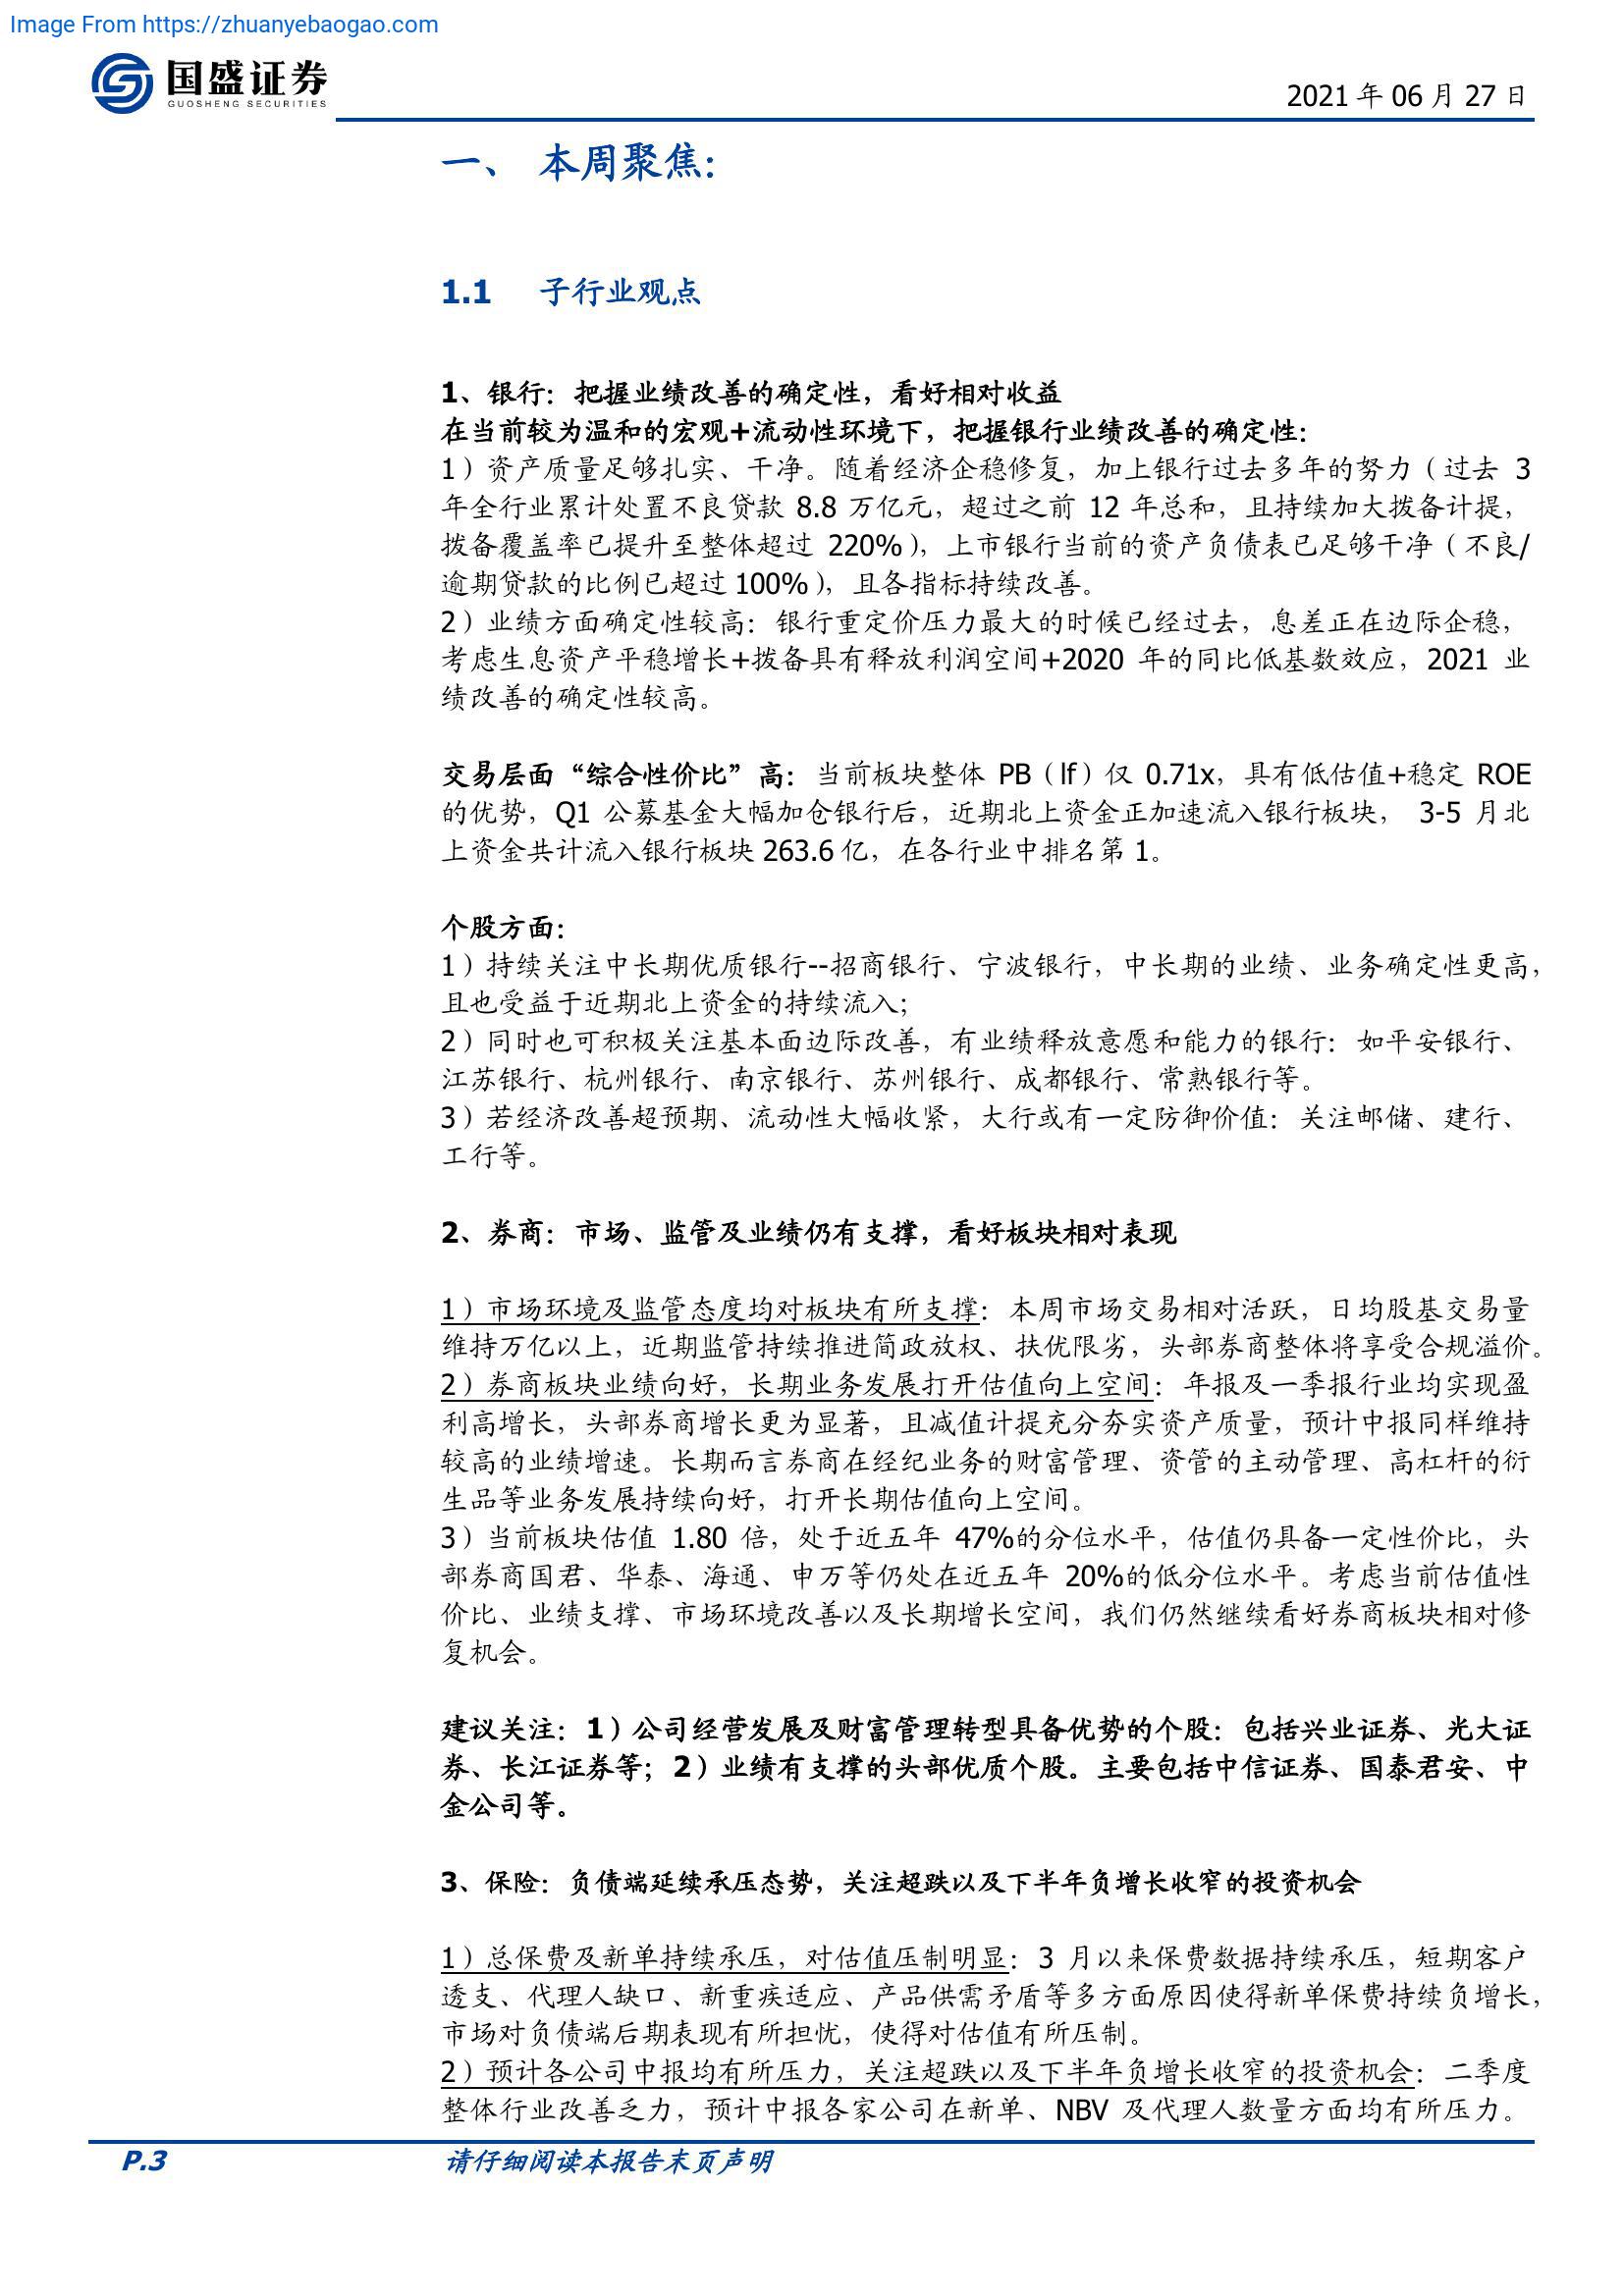 Image From https://zhuanyebaogao.com
国盛证券
GUOSHENG SECURITIES
2021 年 06 月 27 日
一、 本周聚焦：
1.1 子行业观点
1、银行：把握业绩改善的确定性，看好相对收益
在当前较为温和的宏观+流动性环境下，把握银行业绩改善的确定性：
1）资产质量足够扎实、干净。随着经济企稳修复，加上银行过去多年的努力（过去 3
年全行业累计处置不良贷款 8.8 万亿元，超过之前 12 年总和，且持续加大拨备计提，
拨备覆盖率已提升至整体超过 220%），上市银行当前的资产负债表已足够干净（不良/
逾期贷款的比例已超过 100%），且各指标持续改善。
2）业绩方面确定性较高：银行重定价压力最大的时候已经过去，息差正在边际企稳，
考虑生息资产平稳增长+拨备具有释放利润空间+2020 年的同比低基数效应，2021 业
绩改善的确定性较高。
交易层面“综合性价比”高：当前板块整体 PB（lf）仅 0.71x，具有低估值+稳定 ROE
的优势，Q1 公募基金大幅加仓银行后，近期北上资金正加速流入银行板块， 3-5 月北
上资金共计流入银行板块 263.6 亿，在各行业中排名第 1。
个股方面：
1）持续关注中长期优质银行--招商银行、宁波银行，中长期的业绩、业务确定性更高，
且也受益于近期北上资金的持续流入；
2）同时也可积极关注基本面边际改善，有业绩释放意愿和能力的银行：如平安银行、
江苏银行、杭州银行、南京银行、苏州银行、成都银行、常熟银行等。
3）若经济改善超预期、流动性大幅收紧，大行或有一定防御价值：关注邮储、建行、
工行等。
2、券商：市场、监管及业绩仍有支撑，看好板块相对表现
1）市场环境及监管态度均对板块有所支撑：本周市场交易相对活跃，日均股基交易量
维持万亿以上，近期监管持续推进简政放权、扶优限劣，头部券商整体将享受合规溢价。
2）券商板块业绩向好，长期业务发展打开估值向上空间：年报及一季报行业均实现盈
利高增长，头部券商增长更为显著，且减值计提充分夯实资产质量，预计中报同样维持
较高的业绩增速。长期而言券商在经纪业务的财富管理、资管的主动管理、高杠杆的衍
生品等业务发展持续向好，打开长期估值向上空间。
3）当前板块估值 1.80 倍，处于近五年 47%的分位水平，估值仍具备一定性价比，头
部券商国君、华泰、海通、申万等仍处在近五年 20%的低分位水平。考虑当前估值性
价比、业绩支撑、市场环境改善以及长期增长空间，我们仍然继续看好券商板块相对修
复机会。
建议关注：1）公司经营发展及财富管理转型具备优势的个股：包括兴业证券、光大证
券、长江证券等；2）业绩有支撑的头部优质个股。主要包括中信证券、国泰君安、中
金公司等。
3、保险：负债端延续承压态势，关注超跌以及下半年负增长收窄的投资机会
1）总保费及新单持续承压，对估值压制明显：3 月以来保费数据持续承压，短期客户
透支、代理人缺口、新重疾适应、产品供需矛盾等多方面原因使得新单保费持续负增长，
市场对负债端后期表现有所担忧，使得对估值有所压制。
2）预计各公司中报均有所压力，关注超跌以及下半年负增长收窄的投资机会：二季度
整体行业改善乏力，预计中报各家公司在新单、NBV 及代理人数量方面均有所压力。
P.3
请仔细阅读本报告末页声明